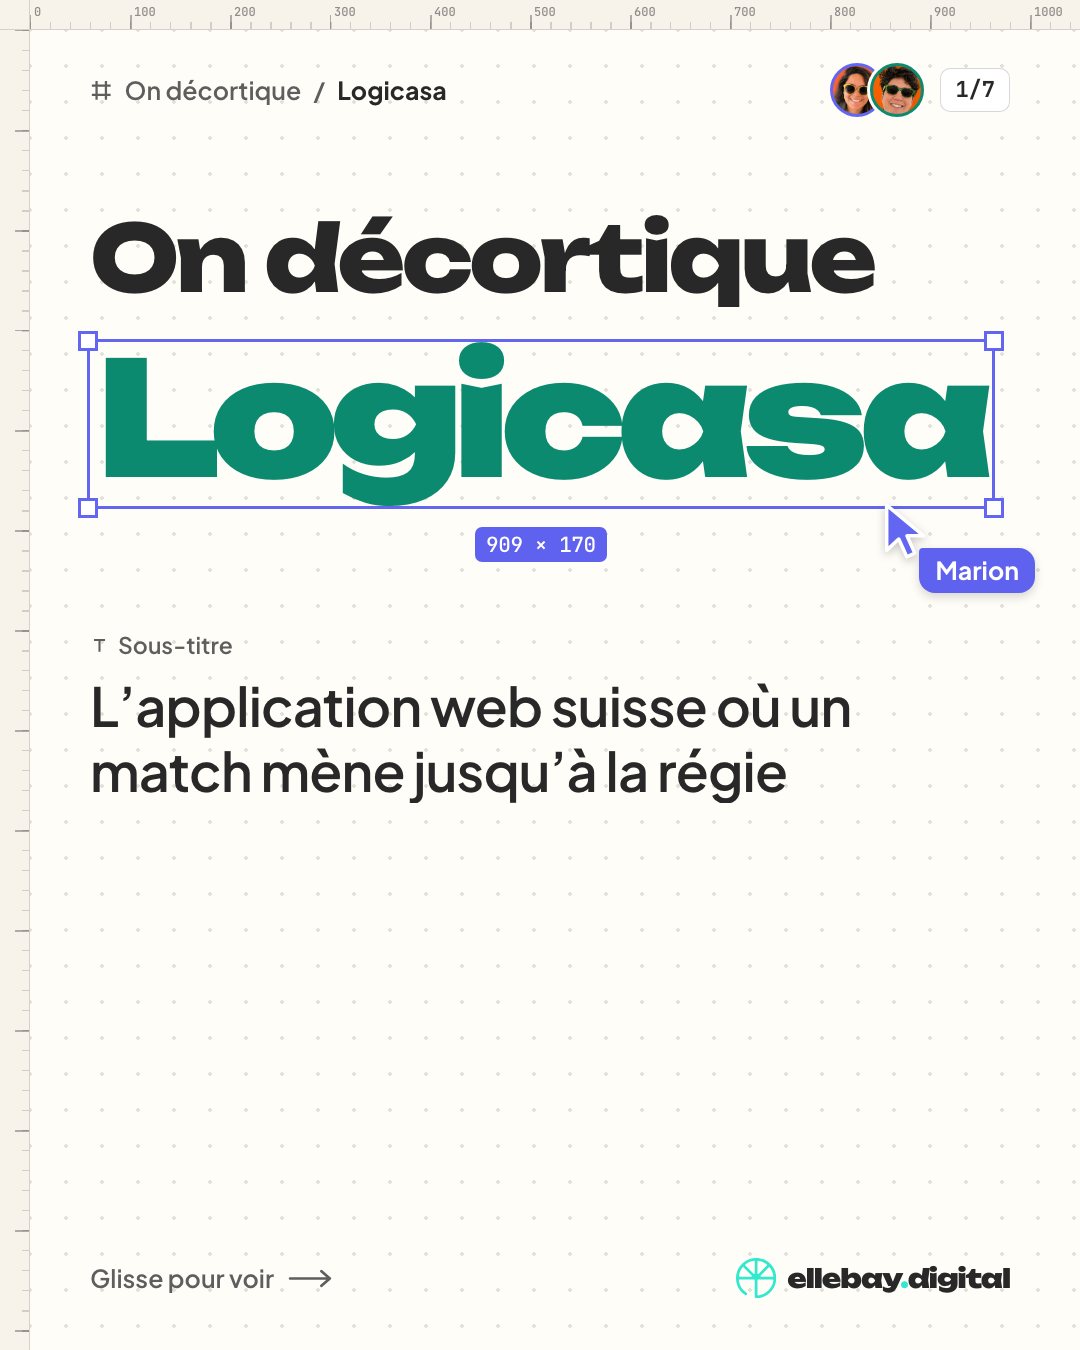 0 100 200 300 400 500 600 700 800 900 1000
On décortique / Logicasa
1/7
On décortique
Logicasa
909 × 170
Marion
T Sous-titre
L’application web suisse où un
match mène jusqu’à la régie
Glisse pour voir
ellebay.digital